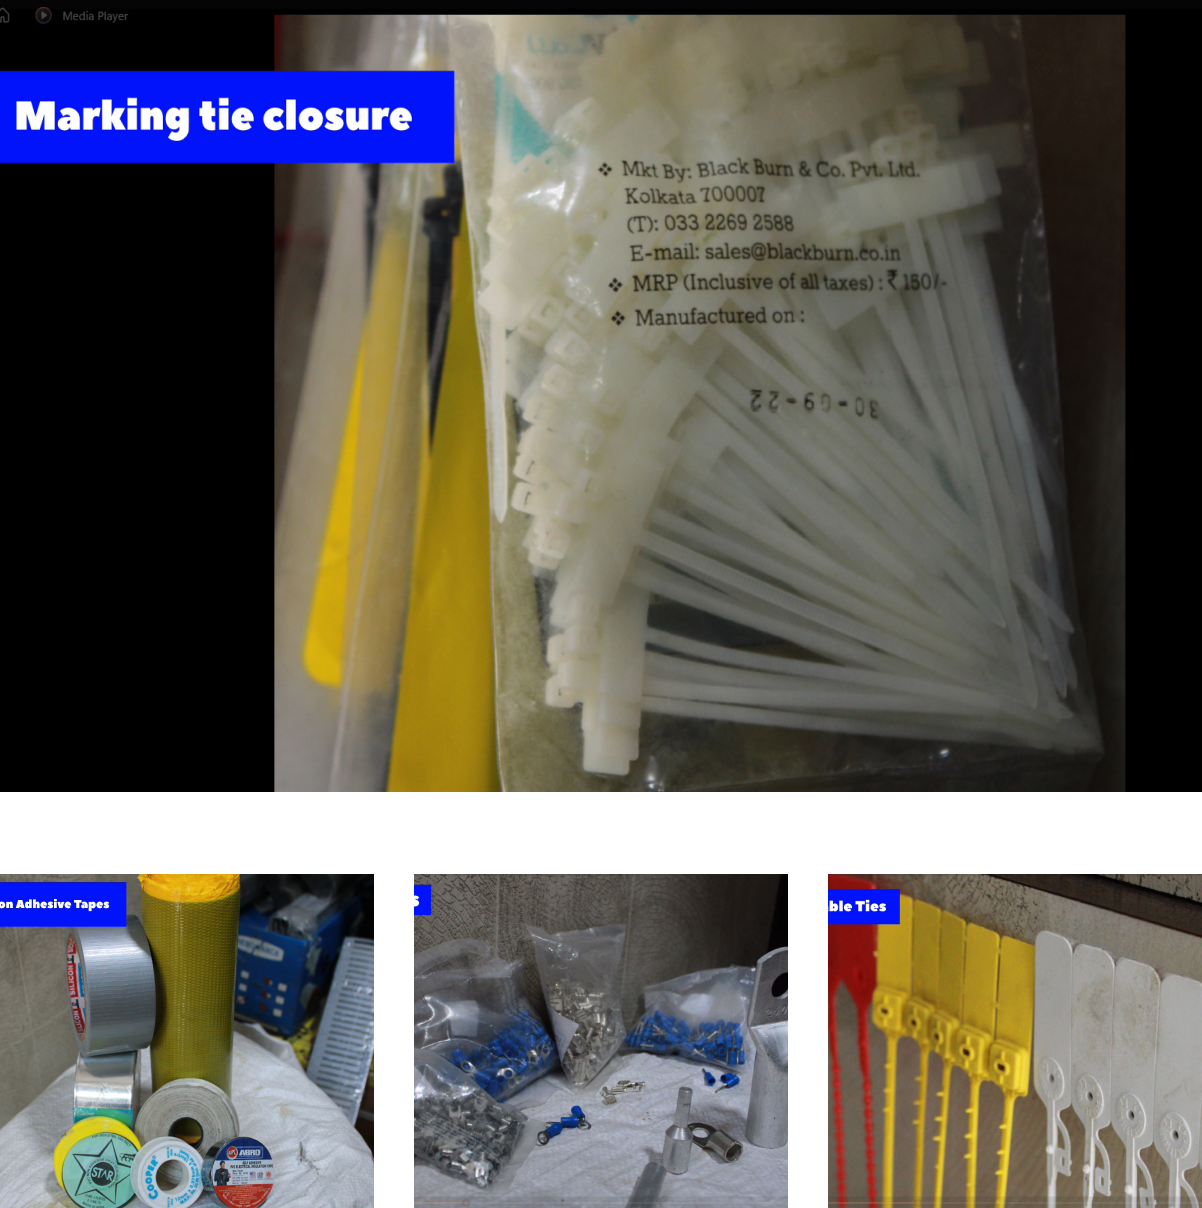 Media Player
Marking tie closure
❖ Mkt By: Black Burn & Co. Pvt. Ltd.
Kolkata 700007
(T): 033 2269 2588
E-mail: sales@blackburn.co.in
❖ MRP (Inclusive of all taxes) : ₹ 150/-
❖ Manufactured on :
30-09-22
on Adhesive Tapes
s
ble Ties
SILICON
STAR
Cooper
ABRO